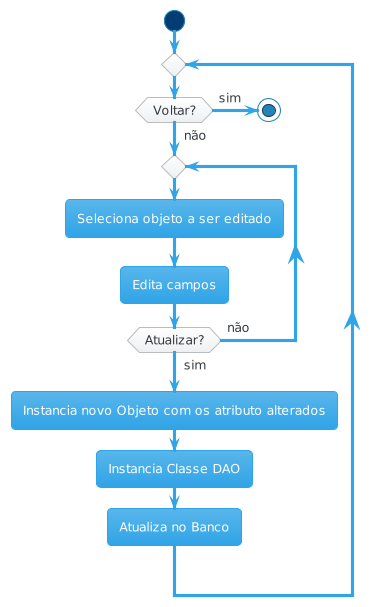 Voltar?
sim
não
Seleciona objeto a ser editado
Edita campos
Atualizar?
não
sim
Instancia novo Objeto com os atributo alterados
Instancia Classe DAO
Atualiza no Banco